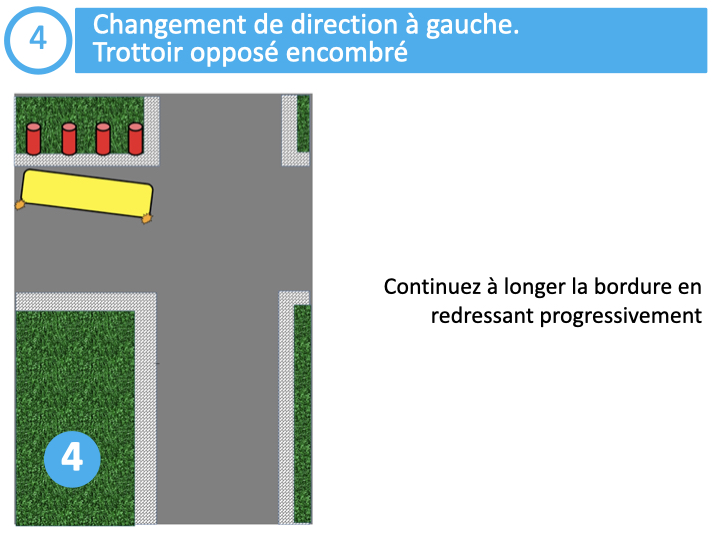 4
Changement de direction à gauche.
Trottoir opposé encombré
Continuez à longer la bordure en
redressant progressivement
4